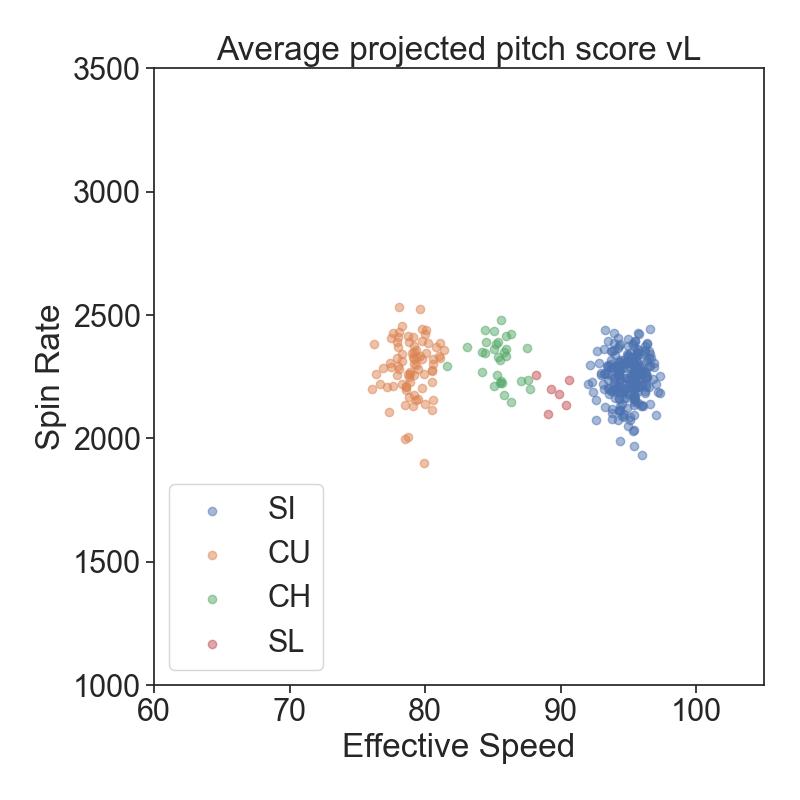 Average projected pitch score vL
3500
3000
2500
2000
1500
1000
Spin Rate
SI
CU
CH
SL
60 70 80 90 100
Effective Speed